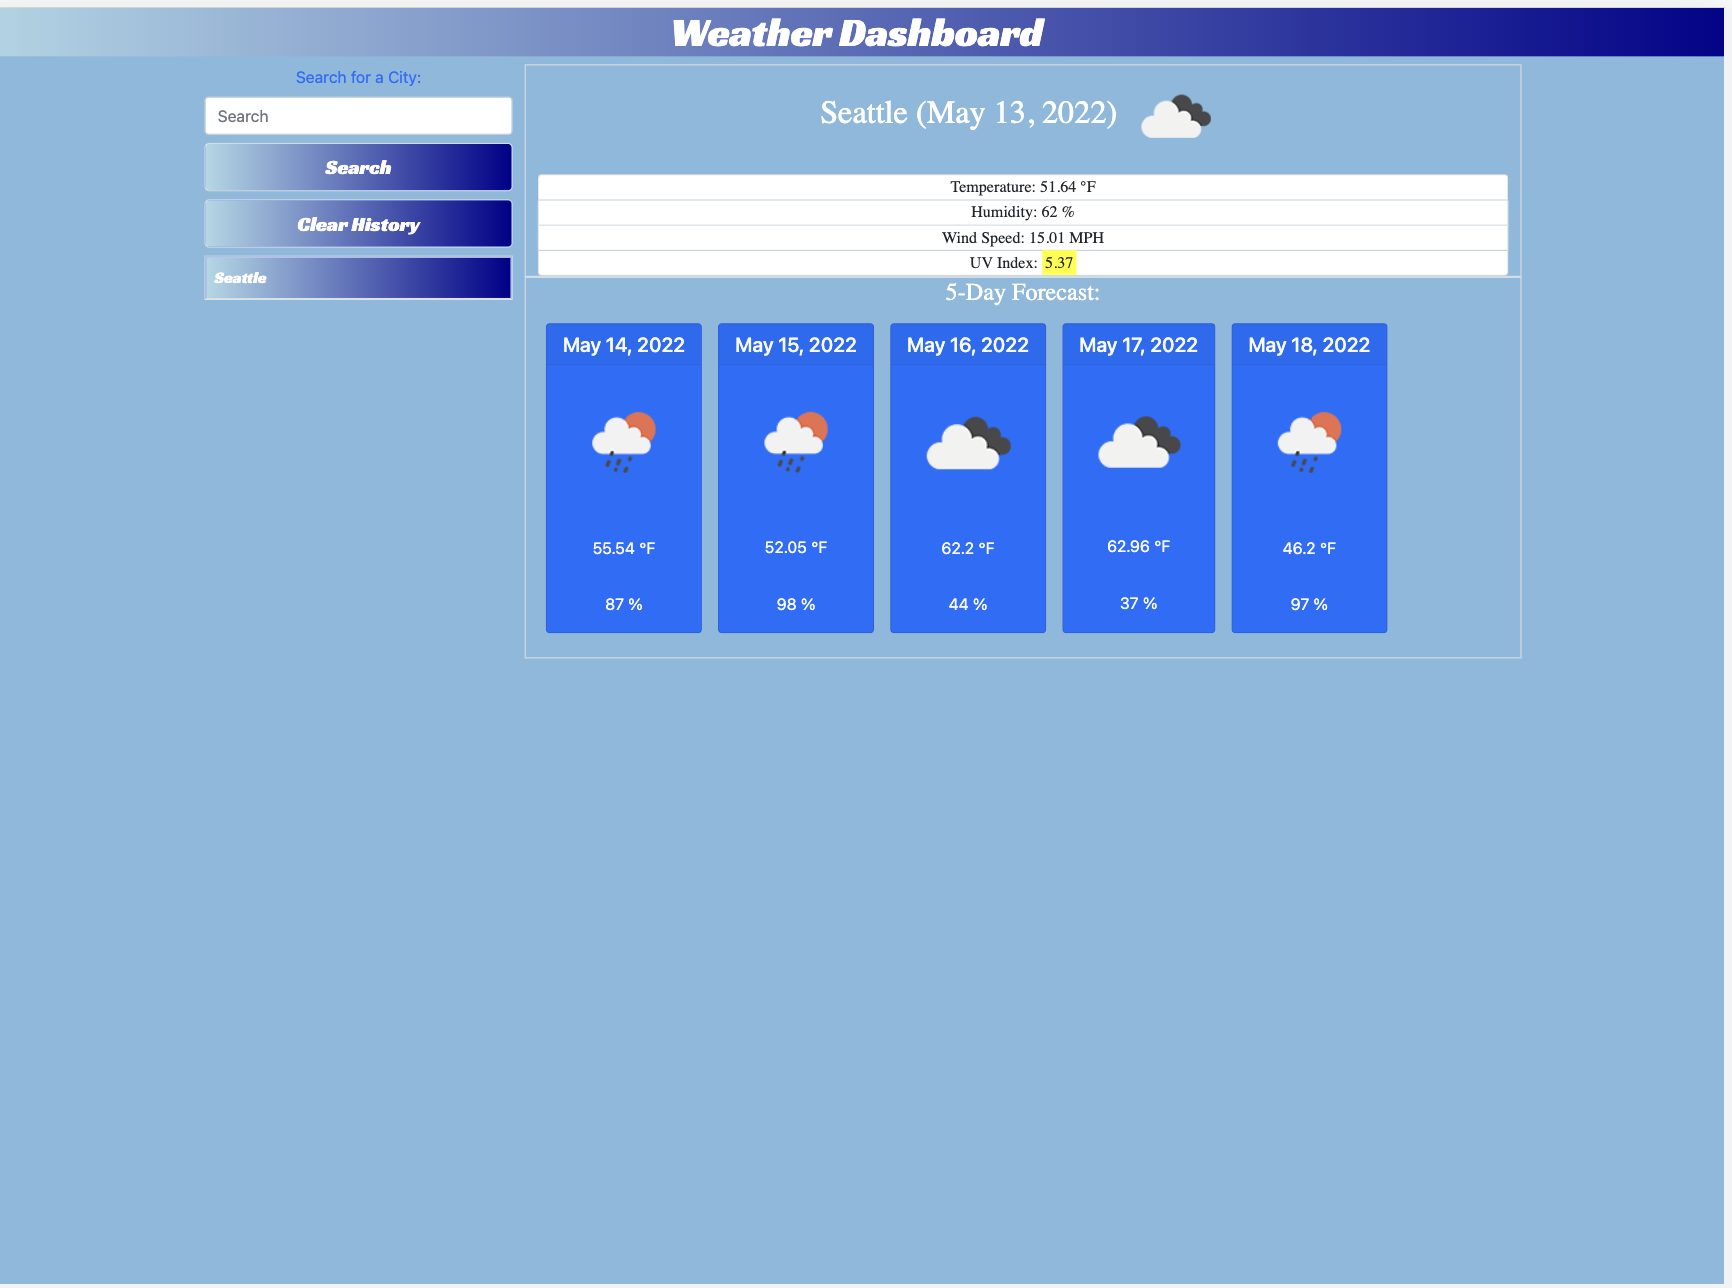 Weather Dashboard
Search for a City:
Search
Search
Clear History
Seattle
Seattle (May 13, 2022)
Temperature: 51.64 °F
Humidity: 62 %
Wind Speed: 15.01 MPH
UV Index: 5.37
5-Day Forecast:
May 14, 2022
55.54 °F
87 %
May 15, 2022
52.05 °F
98 %
May 16, 2022
62.2 °F
44 %
May 17, 2022
62.96 °F
37 %
May 18, 2022
46.2 °F
97 %